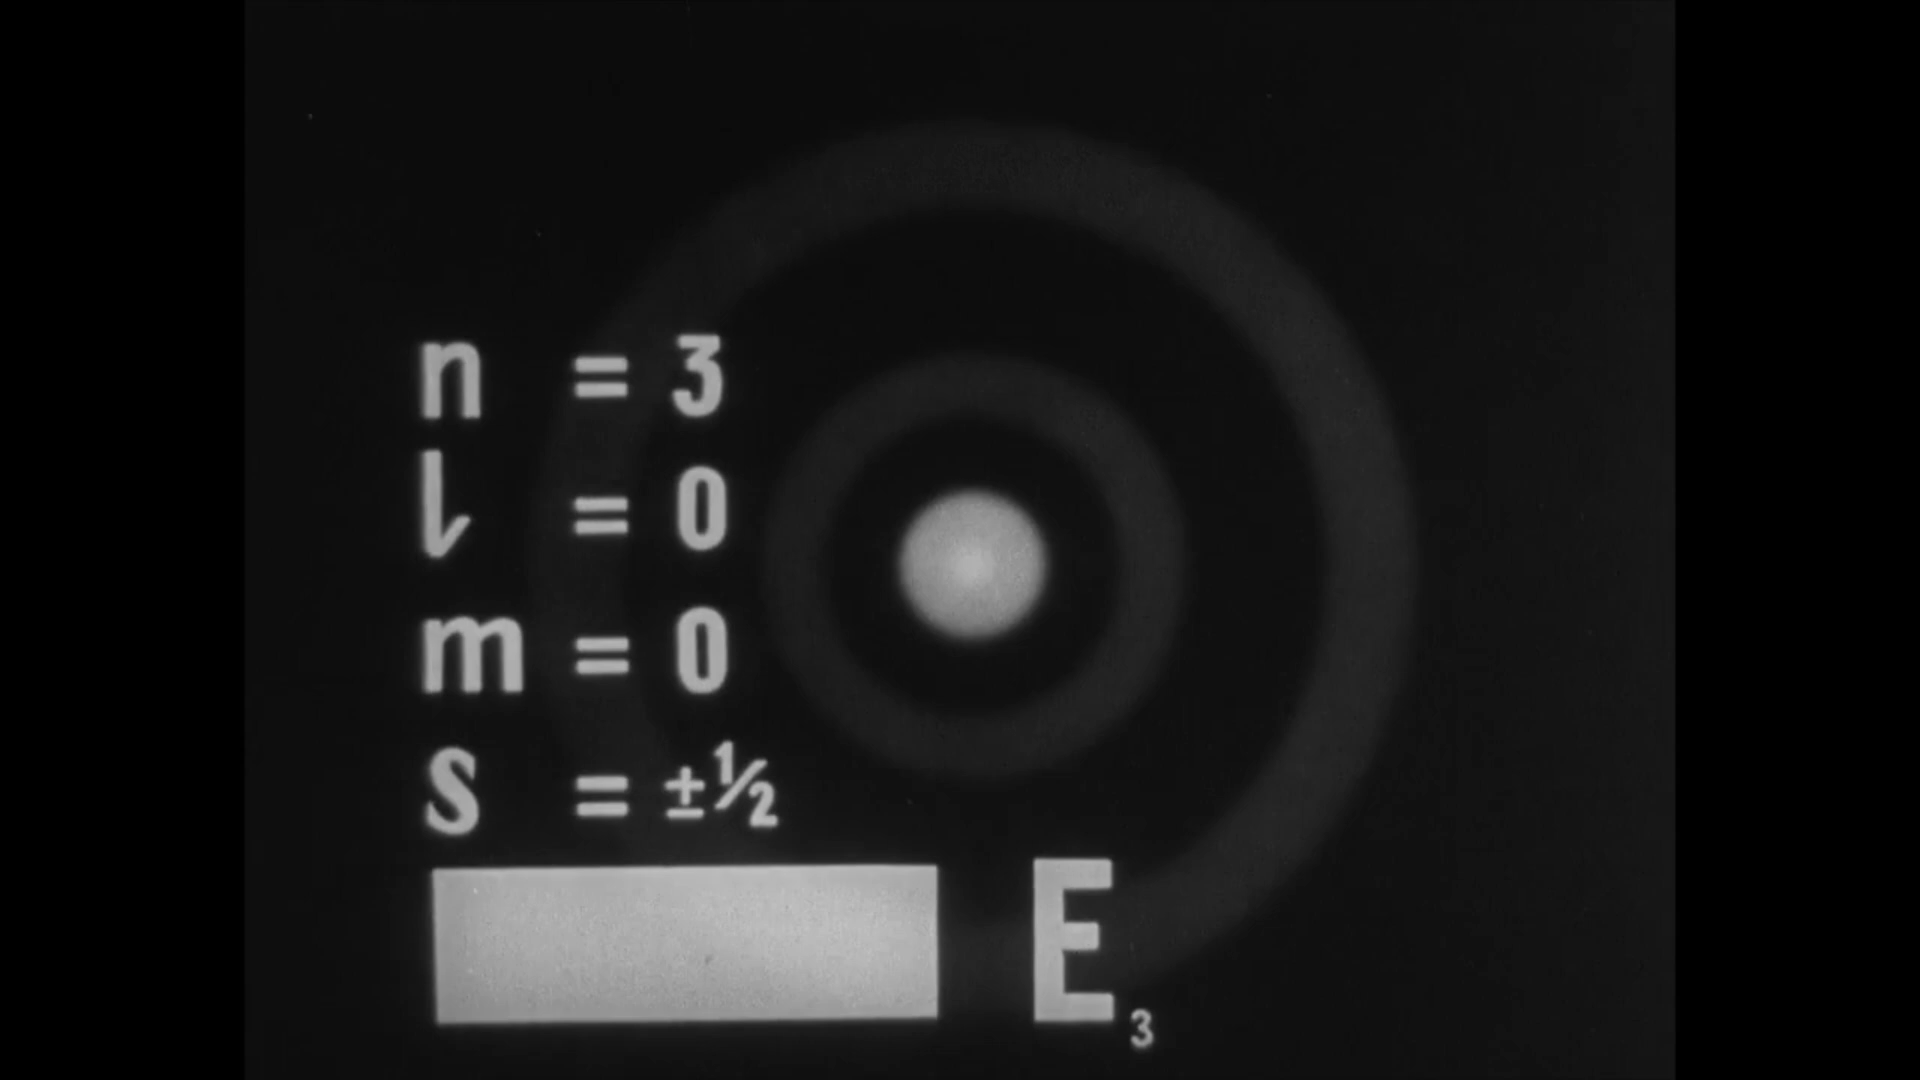 n = 3
l = 0
m = 0
s = ±½
E₃